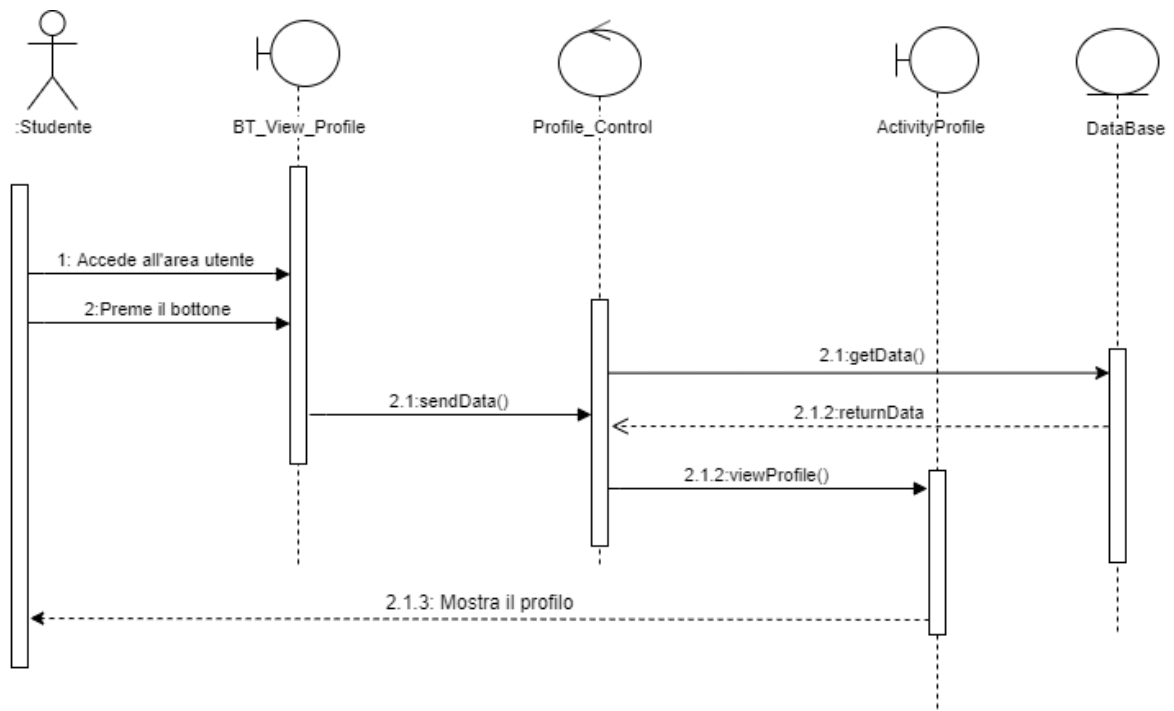 :Studente
BT_View_Profile
Profile_Control
ActivityProfile
DataBase
1: Accede all'area utente
2:Preme il bottone
2.1:getData()
2.1:sendData()
2.1.2:returnData
2.1.2:viewProfile()
2.1.3: Mostra il profilo